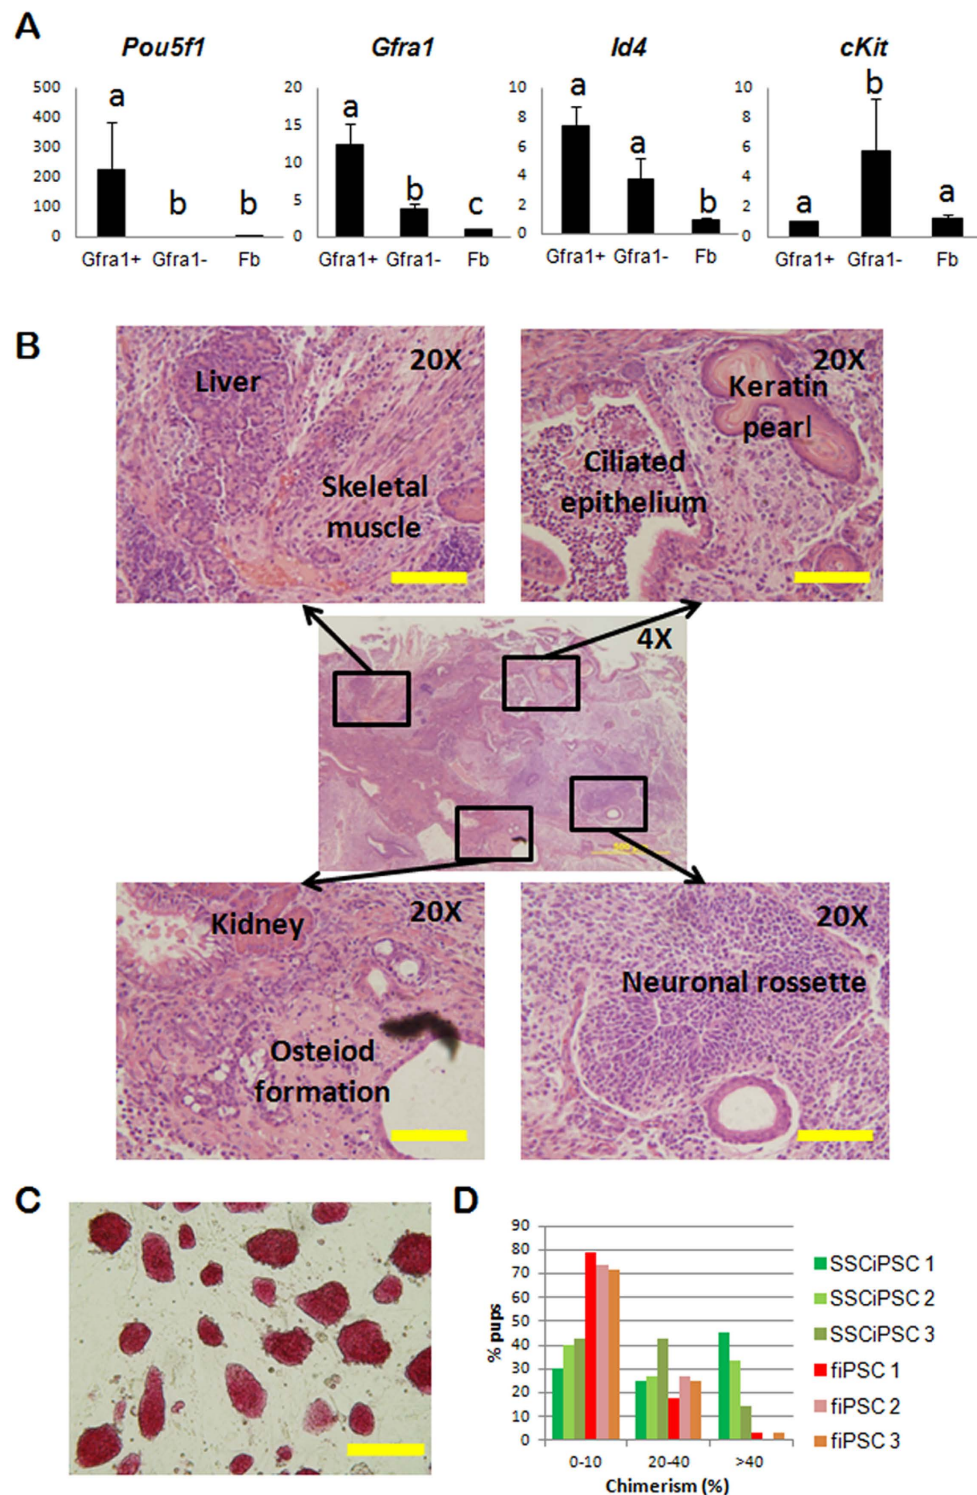 A
Pou5f1
Gfra1
Id4
cKit
500
400
300
200
100
0
a
b
b
Gfra1+
Gfra1-
Fb
20
15
10
5
0
a
b
c
Gfra1+
Gfra1-
Fb
10
8
6
4
2
0
a
a
b
Gfra1+
Gfra1-
Fb
10
8
6
4
2
0
a
b
a
Gfra1+
Gfra1-
Fb
B
Liver
20X
Skeletal
muscle
20X
Keratin
pearl
Ciliated
epithelium
4X
Kidney
20X
Osteiod
formation
20X
Neuronal rossette
C
D
90
80
70
60
50
40
30
20
10
0
% pups
0-10
20-40
>40
Chimerism (%)
SSCiPSC 1
SSCiPSC 2
SSCiPSC 3
fiPSC 1
fiPSC 2
fiPSC 3